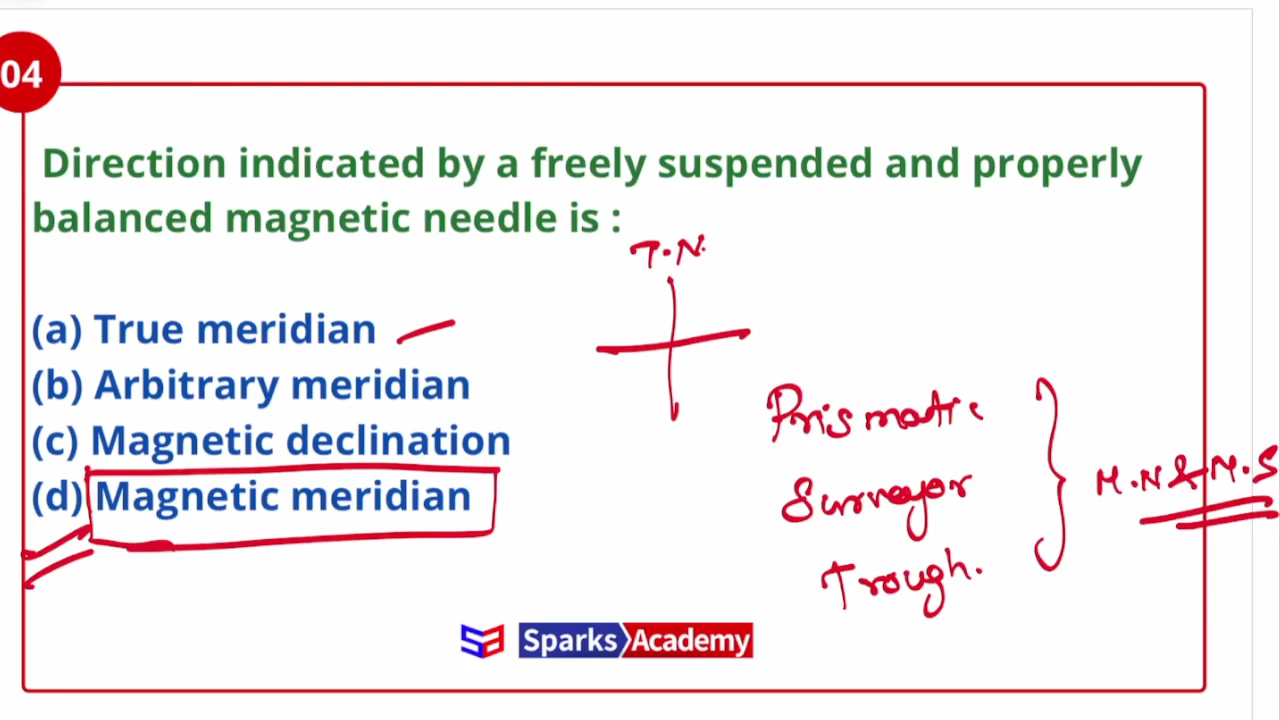 04
Direction indicated by a freely suspended and properly
balanced magnetic needle is :
T.N.
(a) True meridian
(b) Arbitrary meridian
(c) Magnetic declination
(d) Magnetic meridian
Prismatic
Surveyor
Trough.
M.N & M.S
Sparks Academy